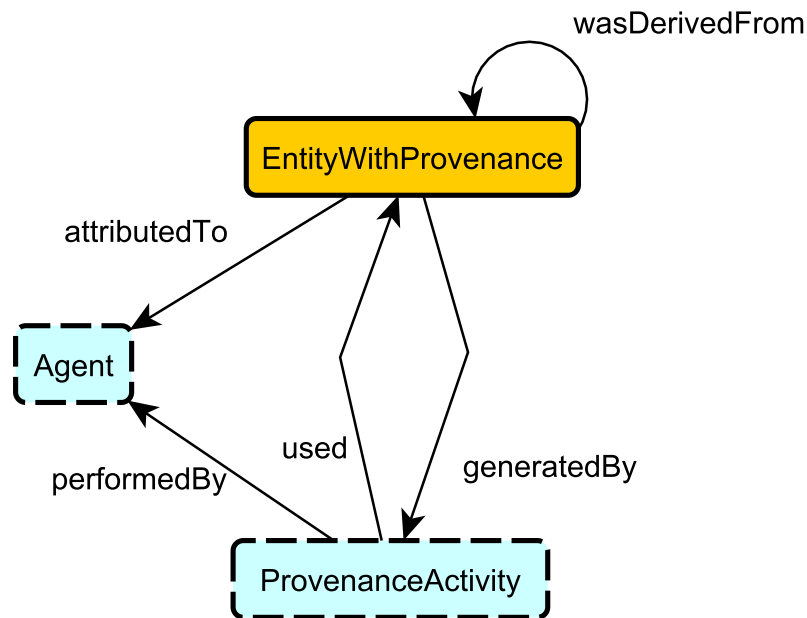 wasDerivedFrom
EntityWithProvenance
attributedTo
Agent
used
generatedBy
performedBy
ProvenanceActivity